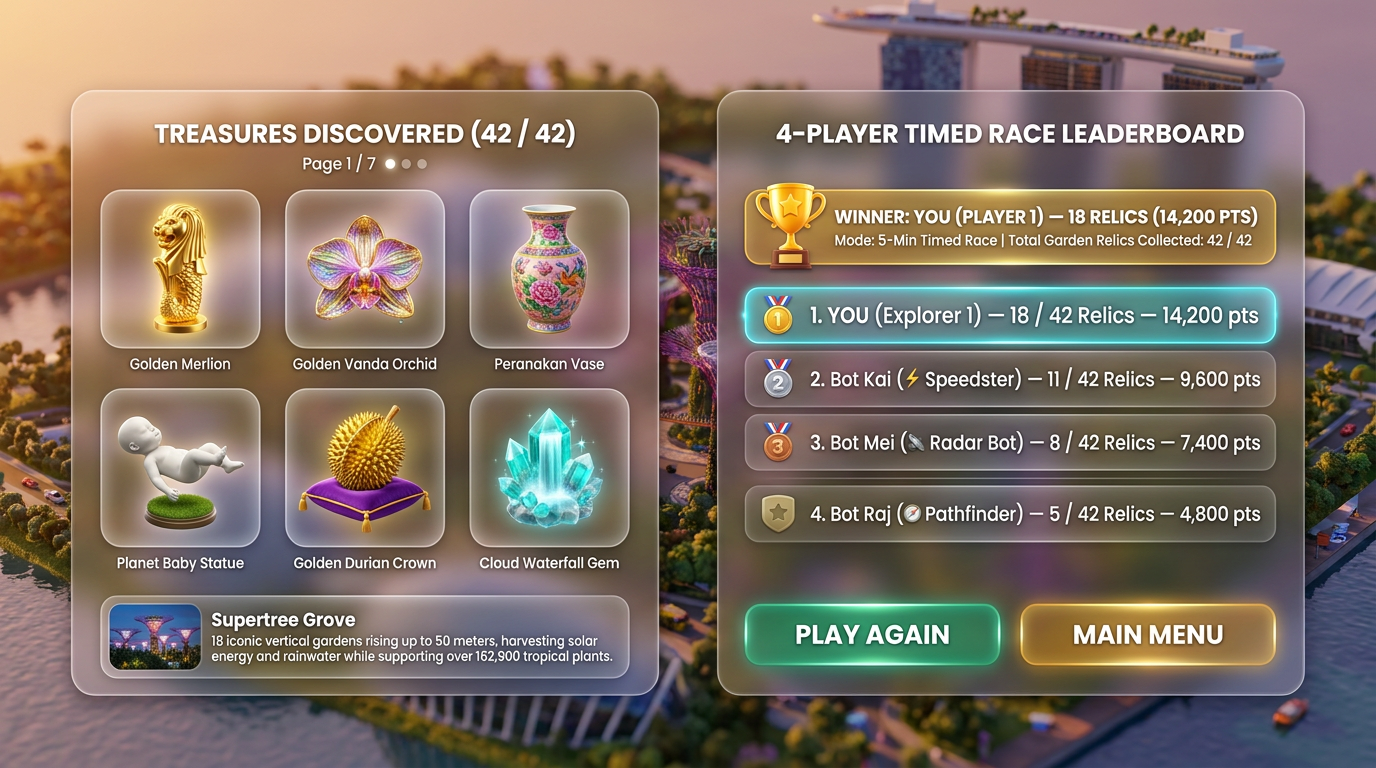 TREASURES DISCOVERED (42 / 42)
Page 1 / 7
Golden Merlion
Golden Vanda Orchid
Peranakan Vase
Planet Baby Statue
Golden Durian Crown
Cloud Waterfall Gem
Supertree Grove
18 iconic vertical gardens rising up to 50 meters, harvesting solar
energy and rainwater while supporting over 162,900 tropical plants.
4-PLAYER TIMED RACE LEADERBOARD
WINNER: YOU (PLAYER 1) — 18 RELICS (14,200 PTS)
Mode: 5-Min Timed Race | Total Garden Relics Collected: 42 / 42
1
1. YOU (Explorer 1) — 18 / 42 Relics — 14,200 pts
2
2. Bot Kai (⚡ Speedster) — 11 / 42 Relics — 9,600 pts
3
3. Bot Mei (📡 Radar Bot) — 8 / 42 Relics — 7,400 pts
4. Bot Raj (🧭 Pathfinder) — 5 / 42 Relics — 4,800 pts
PLAY AGAIN
MAIN MENU